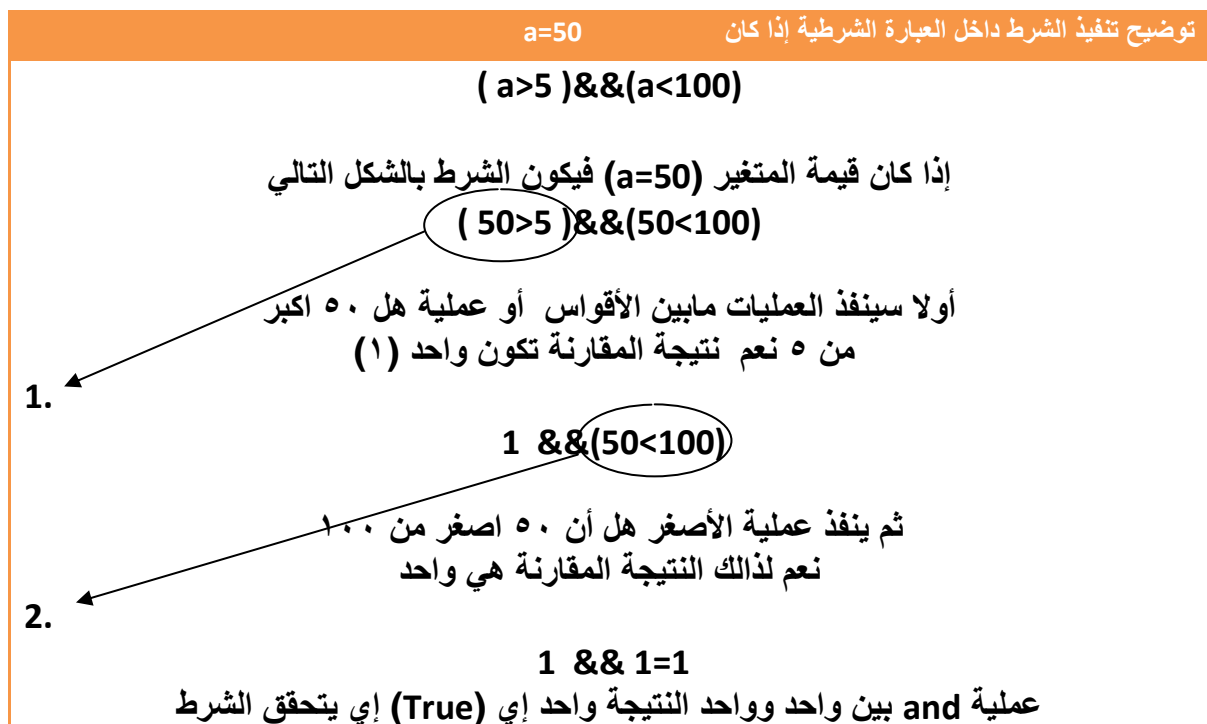 توضيح تنفيذ الشرط داخل العبارة الشرطية إذا كان a=50
( a>5 )&&(a<100)
إذا كان قيمة المتغير (a=50) فيكون الشرط بالشكل التالي
( 50>5 )&&(50<100)
أولا سينفذ العمليات مابين الأقواس أو عملية هل ٥٠ اكبر
من ٥ نعم نتيجة المقارنة تكون واحد (١)
1.
1 &&(50<100)
ثم ينفذ عملية الأصغر هل أن ٥٠ اصغر من ١٠٠
نعم لذالك النتيجة المقارنة هي واحد
2.
1 && 1=1
عملية and بين واحد وواحد النتيجة واحد إي (True) إي يتحقق الشرط